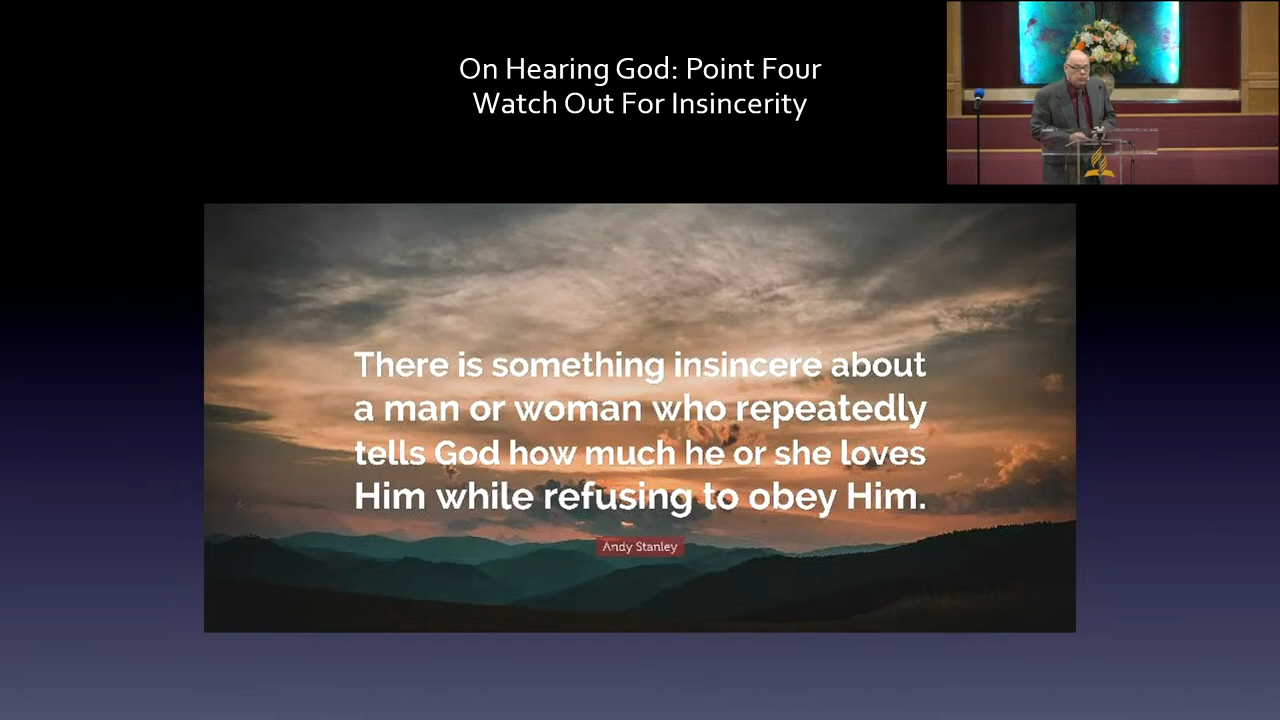 On Hearing God: Point Four
Watch Out For Insincerity
There is something insincere about
a man or woman who repeatedly
tells God how much he or she loves
Him while refusing to obey Him.
Andy Stanley